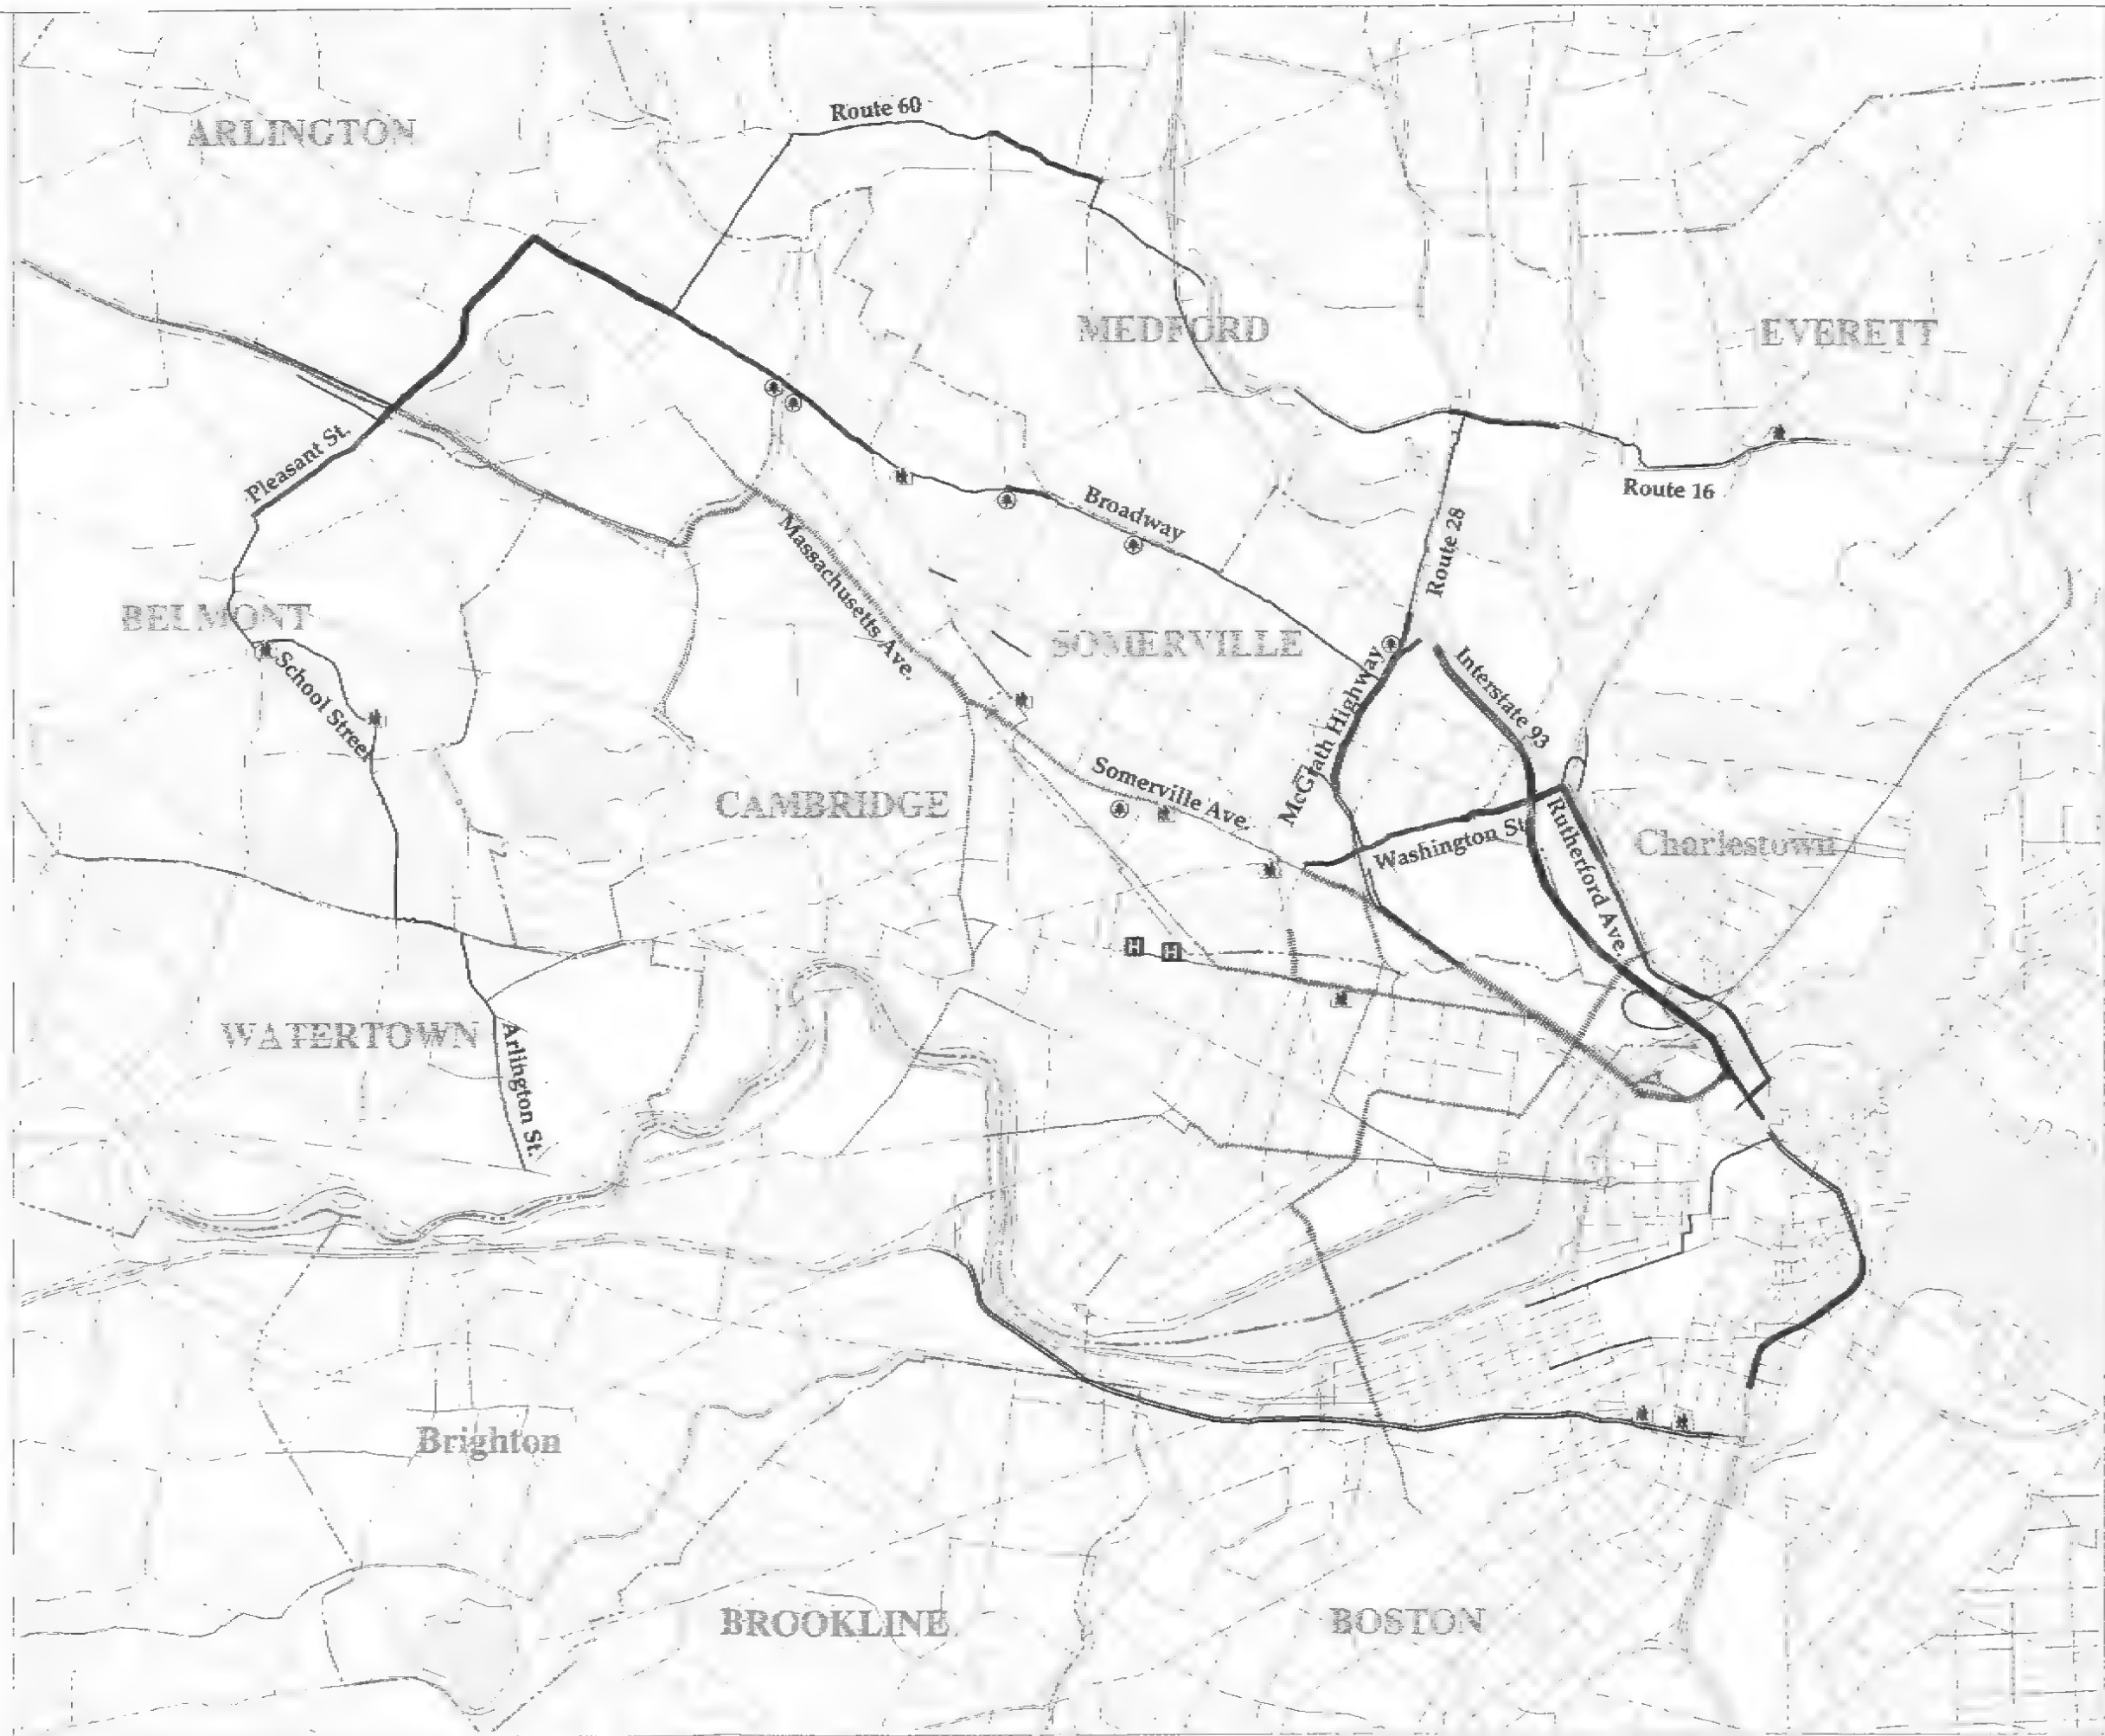 Route 60
ARLINGTON
MEDFORD
EVERETT
Pleasant St.
Broadway
Route 16
Massachusetts Ave.
Route 28
BELMONT
SOMERVILLE
School Street
McGrath Highway
Interstate 93
Somerville Ave.
CAMBRIDGE
Washington St.
Rutherford Ave.
Charlestown
H
H
WATERTOWN
Arlington St.
Brighton
BROOKLINE
BOSTON